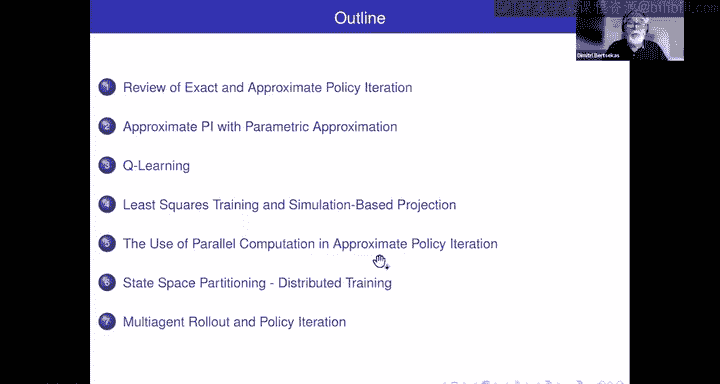 Outline
1 Review of Exact and Approximate Policy Iteration
2 Approximate PI with Parametric Approximation
3 Q-Learning
4 Least Squares Training and Simulation-Based Projection
5 The Use of Parallel Computation in Approximate Policy Iteration
6 State Space Partitioning - Distributed Training
7 Multiagent Rollout and Policy Iteration
Dimitri Bertsekas